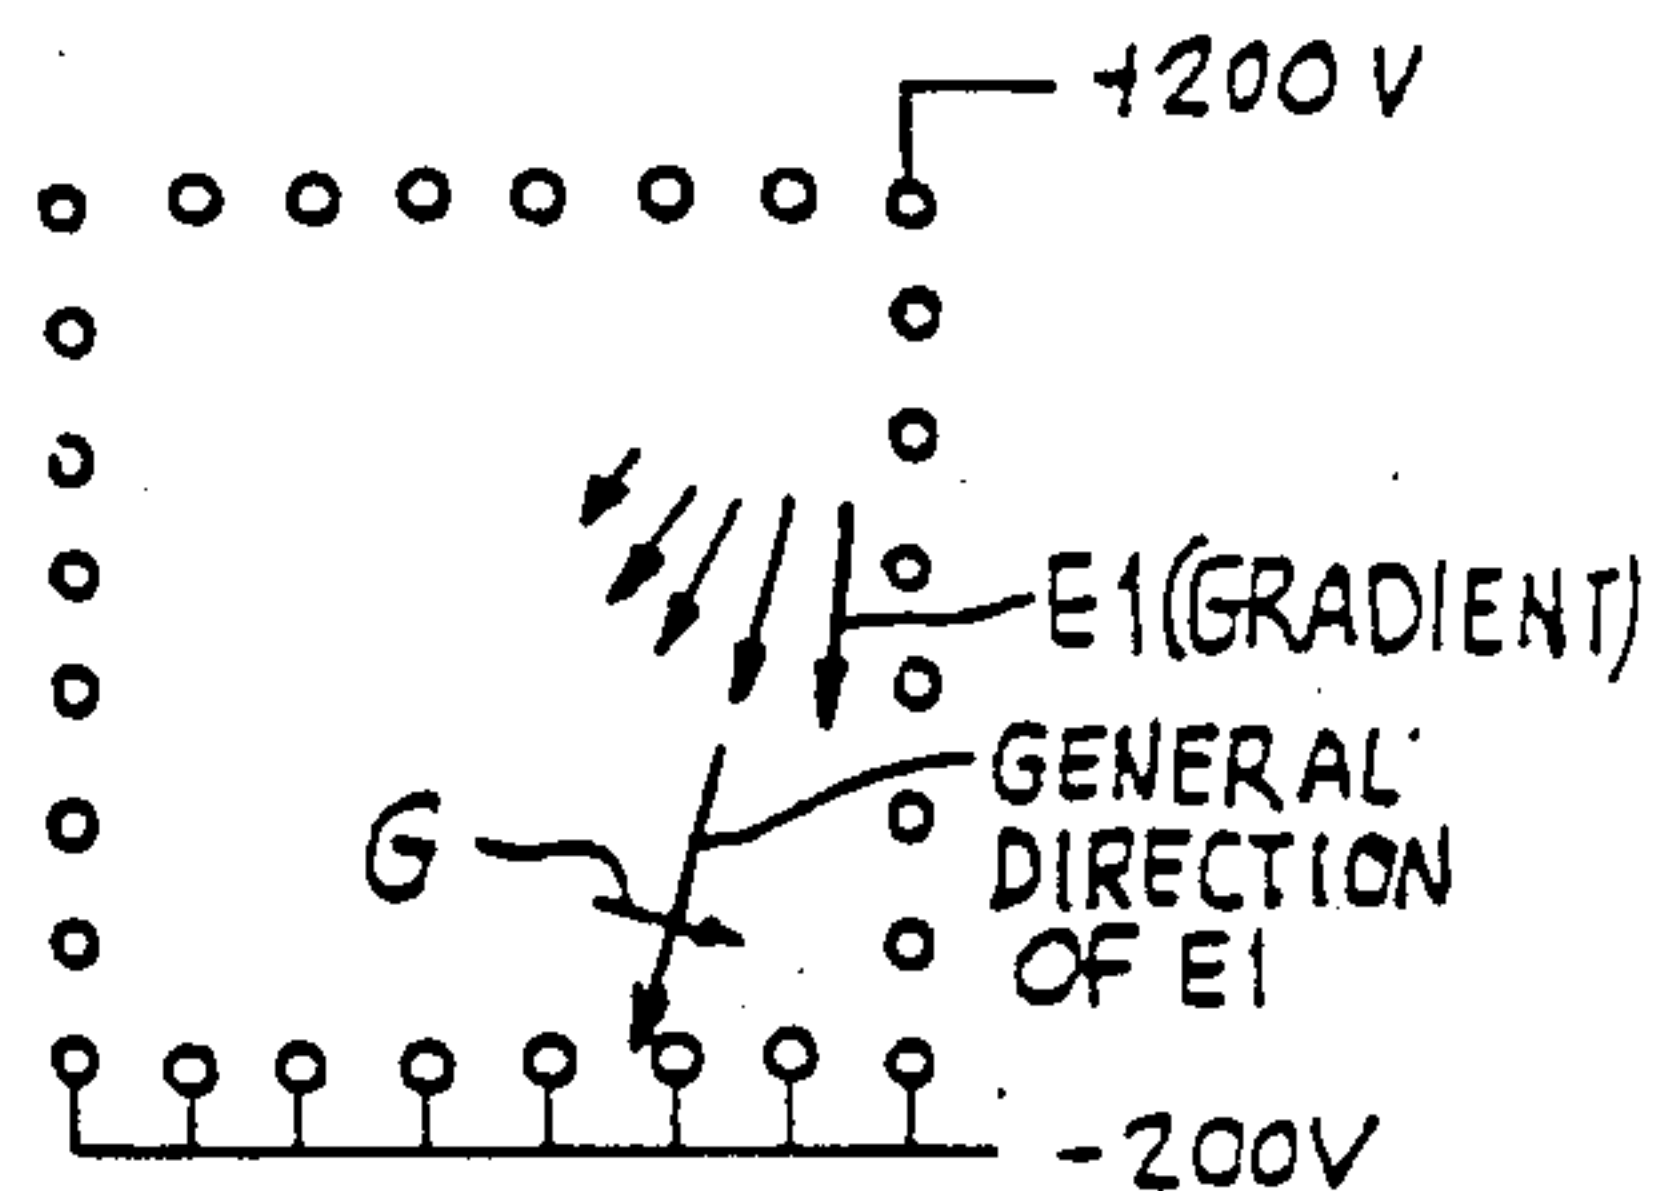 +200 V
E1(GRADIENT)
GENERAL
DIRECTION
OF E1
G
-200V